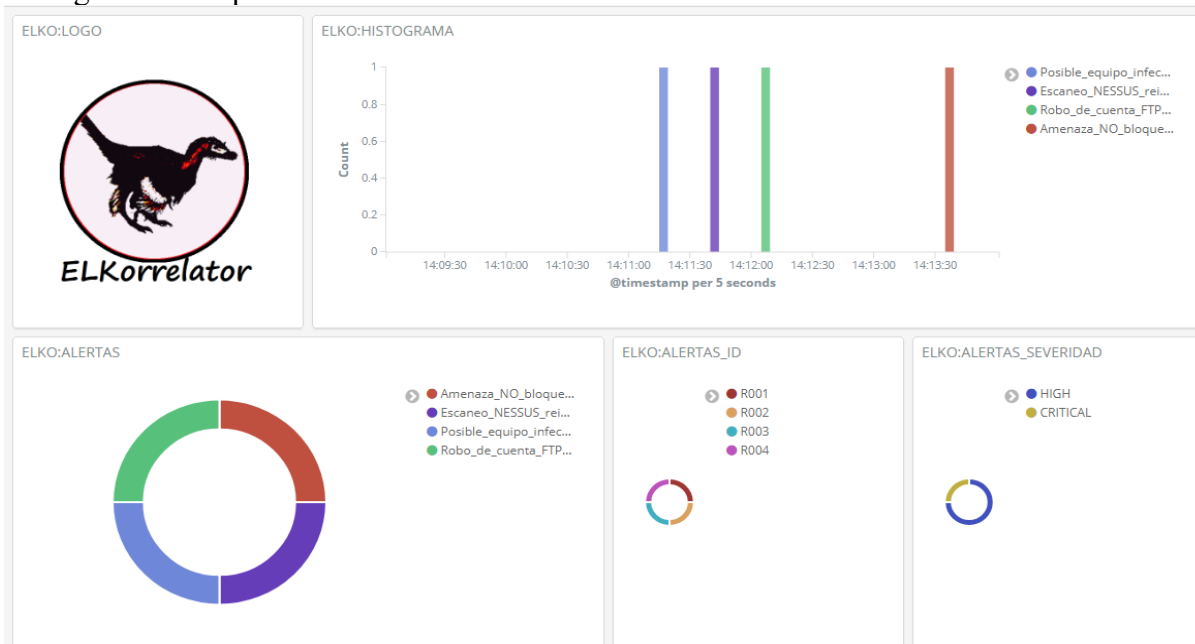 ELKO:LOGO
ELKorrelator
ELKO:HISTOGRAMA
Count
1
0.8
0.6
0.4
0.2
0
14:09:30 14:10:00 14:10:30 14:11:00 14:11:30 14:12:00 14:12:30 14:13:00 14:13:30
@timestamp per 5 seconds
Posible_equipo_infec...
Escaneo_NESSUS_rei...
Robo_de_cuenta_FTP...
Amenaza_NO_bloque...
ELKO:ALERTAS
Amenaza_NO_bloque...
Escaneo_NESSUS_rei...
Posible_equipo_infec...
Robo_de_cuenta_FTP...
ELKO:ALERTAS_ID
R001
R002
R003
R004
ELKO:ALERTAS_SEVERIDAD
HIGH
CRITICAL